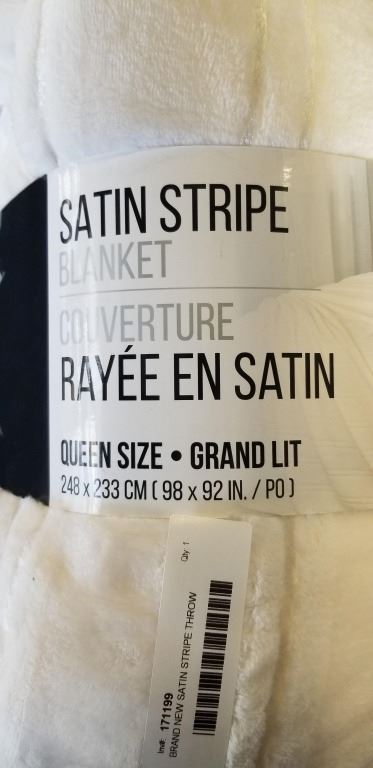 SATIN STRIPE
BLANKET
COUVERTURE
RAYÉE EN SATIN
QUEEN SIZE • GRAND LIT
248 x 233 CM ( 98 x 92 IN. / PO )
Qty: 1
Inv#: 171199
BRAND NEW SATIN STRIPE THROW